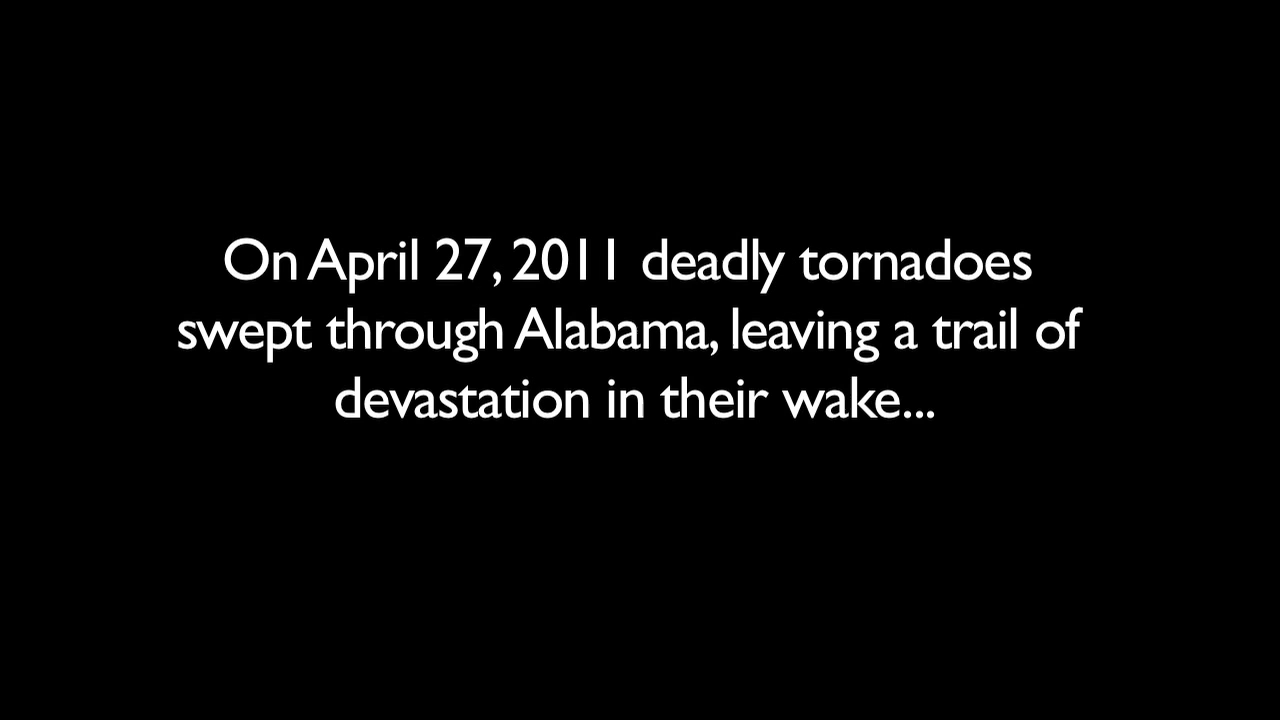 On April 27, 2011 deadly tornadoes
swept through Alabama, leaving a trail of
devastation in their wake...